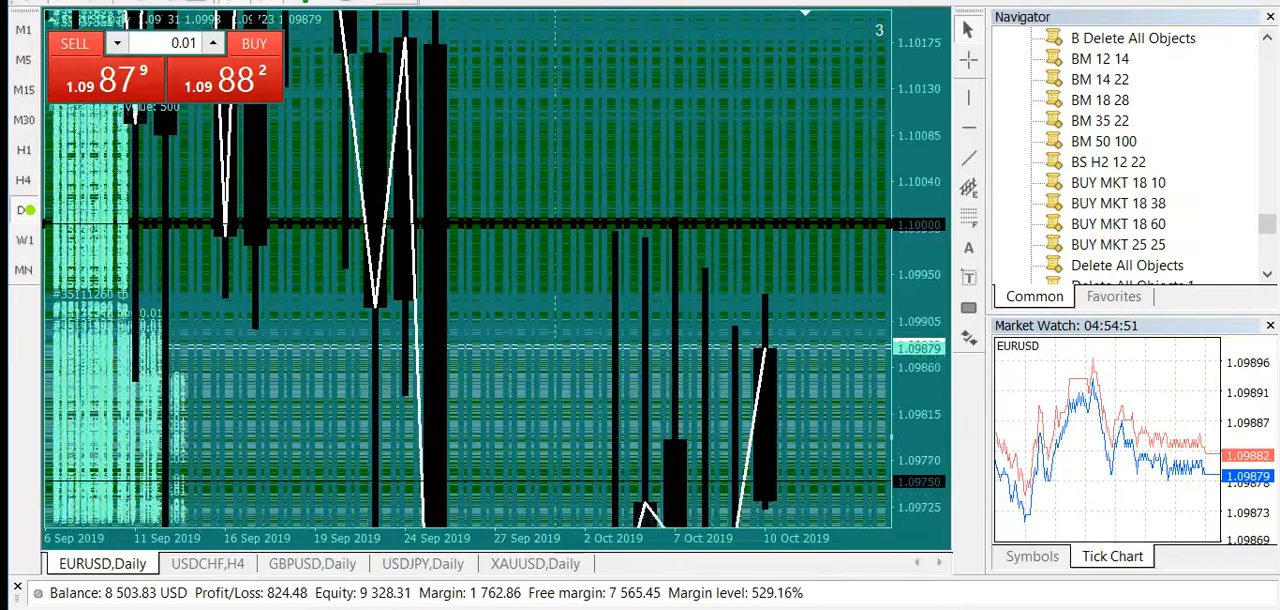 M1
M5
M15
M30
H1
H4
D
W1
MN
SELL
0.01
BUY
1.09 87 9
1.09 88 2
3
1.10175
1.10130
1.10085
1.10040
1.10000
1.09950
1.09905
1.09879
1.09860
1.09815
1.09770
1.09750
1.09725
6 Sep 2019
11 Sep 2019
16 Sep 2019
19 Sep 2019
24 Sep 2019
27 Sep 2019
2 Oct 2019
7 Oct 2019
10 Oct 2019
EURUSD,Daily
USDCHF,H4
GBPUSD,Daily
USDJPY,Daily
XAUUSD,Daily
Navigator
B Delete All Objects
BM 12 14
BM 14 22
BM 18 28
BM 35 22
BM 50 100
BS H2 12 22
BUY MKT 18 10
BUY MKT 18 38
BUY MKT 18 60
BUY MKT 25 25
Delete All Objects
Delete All Objects 1
Common
Favorites
Market Watch: 04:54:51
EURUSD
1.09896
1.09891
1.09887
1.09882
1.09879
1.09878
1.09873
1.09869
Symbols
Tick Chart
Balance: 8 503.83 USD Profit/Loss: 824.48 Equity: 9 328.31 Margin: 1 762.86 Free margin: 7 565.45 Margin level: 529.16%